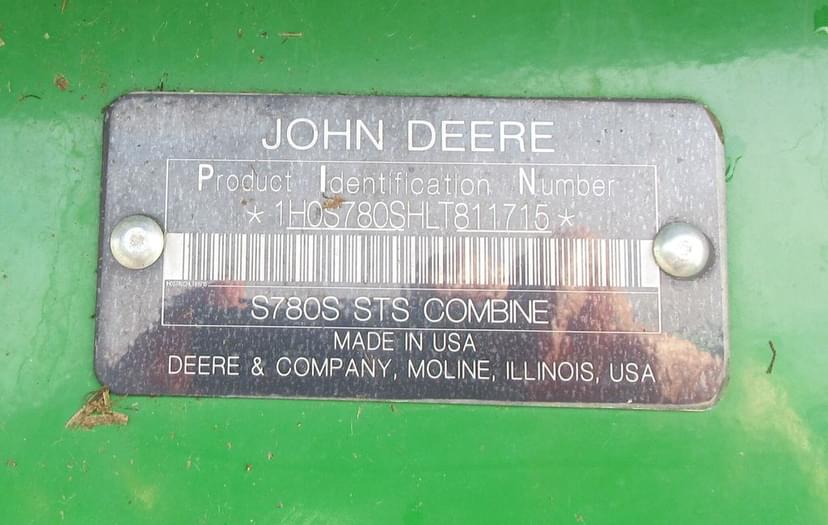 JOHN DEERE
Product Identification Number
* 1H0S780SHLT811715 *
S780S STS COMBINE
MADE IN USA
DEERE & COMPANY, MOLINE, ILLINOIS, USA